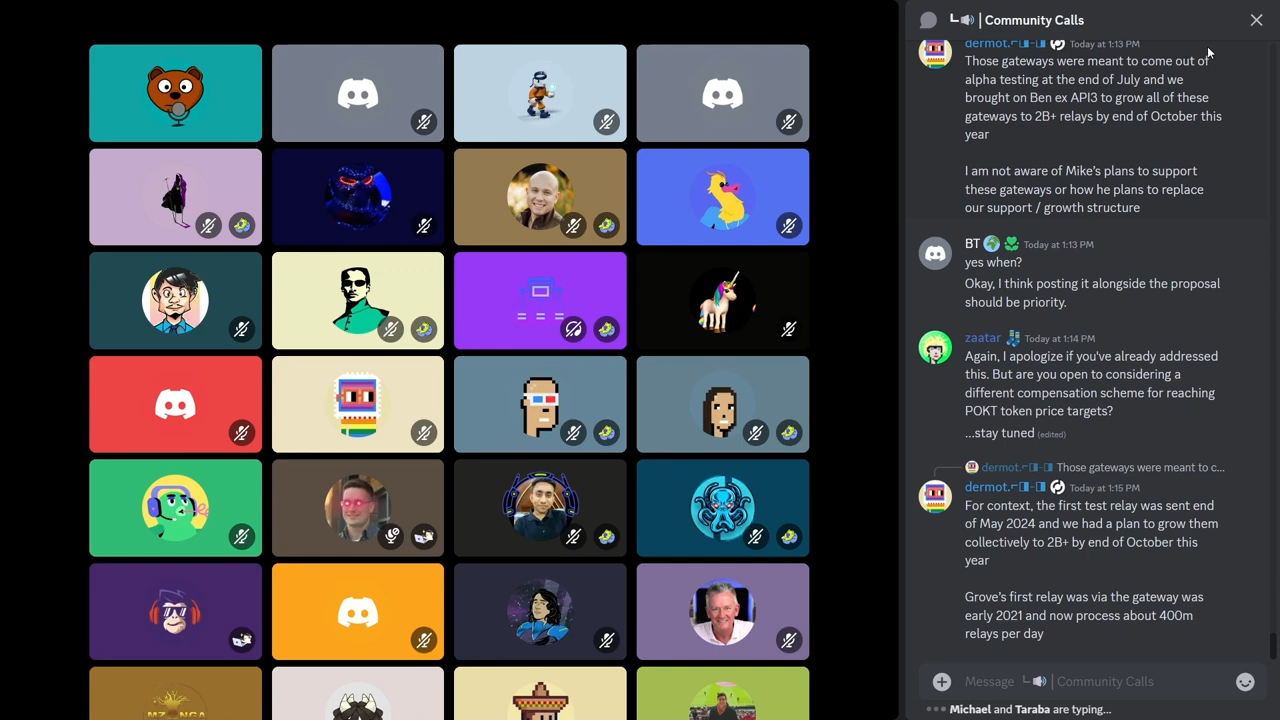 Community Calls
dermot. Today at 1:13 PM
Those gateways were meant to come out of
alpha testing at the end of July and we
brought on Ben ex API3 to grow all of these
gateways to 2B+ relays by end of October this
year
I am not aware of Mike's plans to support
these gateways or how he plans to replace
our support / growth structure
BT Today at 1:13 PM
yes when?
Okay, I think posting it alongside the proposal
should be priority.
zaatar Today at 1:14 PM
Again, I apologize if you've already addressed
this. But are you open to considering a
different compensation scheme for reaching
POKT token price targets?
...stay tuned (edited)
dermot. Those gateways were meant to c...
dermot. Today at 1:15 PM
For context, the first test relay was sent end
of May 2024 and we had a plan to grow them
collectively to 2B+ by end of October this
year
Grove's first relay was via the gateway was
early 2021 and now process about 400m
relays per day
Message Community Calls
Michael and Taraba are typing...